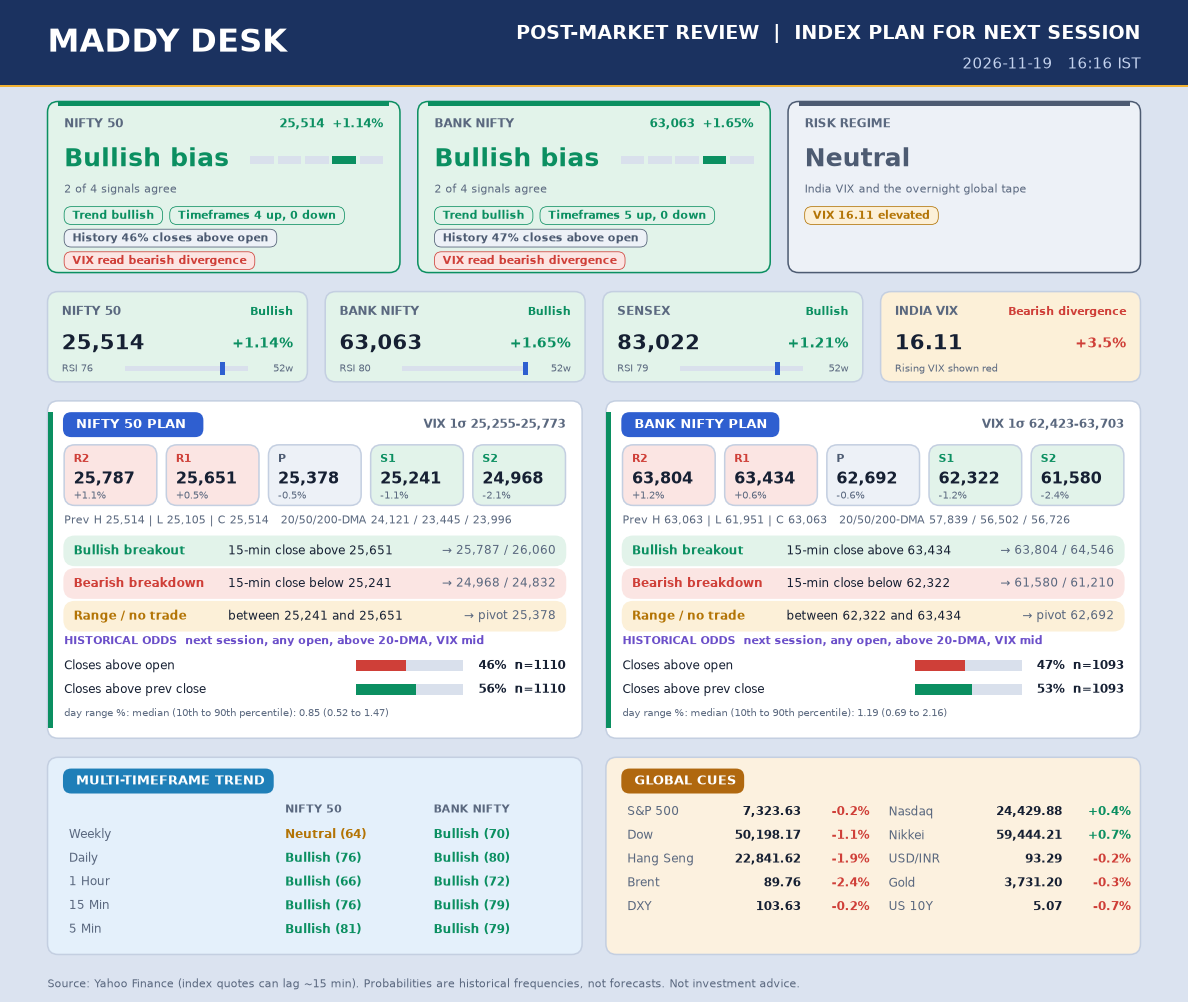 MADDY DESK
POST-MARKET REVIEW | INDEX PLAN FOR NEXT SESSION
2026-11-19 16:16 IST
NIFTY 50 25,514 +1.14%
Bullish bias
2 of 4 signals agree
Trend bullish Timeframes 4 up, 0 down
History 46% closes above open
VIX read bearish divergence
BANK NIFTY 63,063 +1.65%
Bullish bias
2 of 4 signals agree
Trend bullish Timeframes 5 up, 0 down
History 47% closes above open
VIX read bearish divergence
RISK REGIME
Neutral
India VIX and the overnight global tape
VIX 16.11 elevated
NIFTY 50 Bullish
25,514 +1.14%
RSI 76 52w
BANK NIFTY Bullish
63,063 +1.65%
RSI 80 52w
SENSEX Bullish
83,022 +1.21%
RSI 79 52w
INDIA VIX Bearish divergence
16.11 +3.5%
Rising VIX shown red
NIFTY 50 PLAN VIX 1σ 25,255-25,773
R2 R1 P S1 S2
25,787 25,651 25,378 25,241 24,968
+1.1% +0.5% -0.5% -1.1% -2.1%
Prev H 25,514 | L 25,105 | C 25,514 20/50/200-DMA 24,121 / 23,445 / 23,996
Bullish breakout 15-min close above 25,651 → 25,787 / 26,060
Bearish breakdown 15-min close below 25,241 → 24,968 / 24,832
Range / no trade between 25,241 and 25,651 → pivot 25,378
HISTORICAL ODDS next session, any open, above 20-DMA, VIX mid
Closes above open 46% n=1110
Closes above prev close 56% n=1110
day range %: median (10th to 90th percentile): 0.85 (0.52 to 1.47)
BANK NIFTY PLAN VIX 1σ 62,423-63,703
R2 R1 P S1 S2
63,804 63,434 62,692 62,322 61,580
+1.2% +0.6% -0.6% -1.2% -2.4%
Prev H 63,063 | L 61,951 | C 63,063 20/50/200-DMA 57,839 / 56,502 / 56,726
Bullish breakout 15-min close above 63,434 → 63,804 / 64,546
Bearish breakdown 15-min close below 62,322 → 61,580 / 61,210
Range / no trade between 62,322 and 63,434 → pivot 62,692
HISTORICAL ODDS next session, any open, above 20-DMA, VIX mid
Closes above open 47% n=1093
Closes above prev close 53% n=1093
day range %: median (10th to 90th percentile): 1.19 (0.69 to 2.16)
MULTI-TIMEFRAME TREND
NIFTY 50 BANK NIFTY
Weekly Neutral (64) Bullish (70)
Daily Bullish (76) Bullish (80)
1 Hour Bullish (66) Bullish (72)
15 Min Bullish (76) Bullish (79)
5 Min Bullish (81) Bullish (79)
GLOBAL CUES
S&P 500 7,323.63 -0.2% Nasdaq 24,429.88 +0.4%
Dow 50,198.17 -1.1% Nikkei 59,444.21 +0.7%
Hang Seng 22,841.62 -1.9% USD/INR 93.29 -0.2%
Brent 89.76 -2.4% Gold 3,731.20 -0.3%
DXY 103.63 -0.2% US 10Y 5.07 -0.7%
Source: Yahoo Finance (index quotes can lag ~15 min). Probabilities are historical frequencies, not forecasts. Not investment advice.